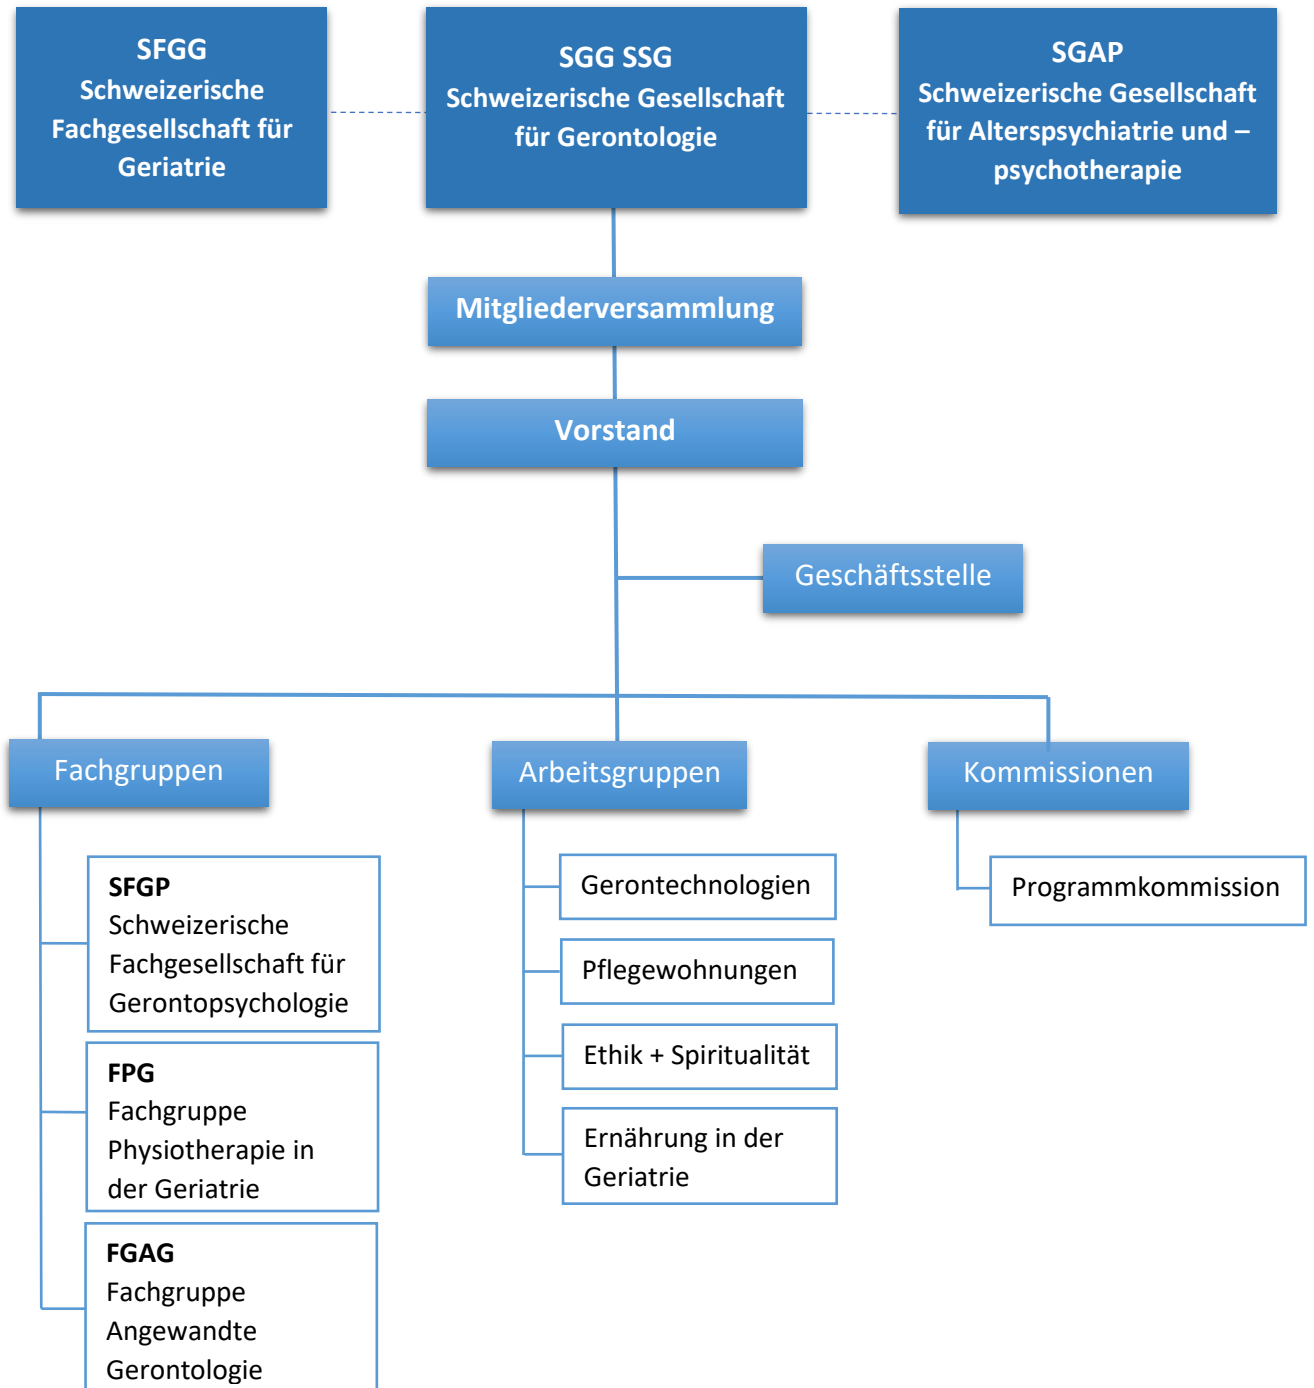 SFGG
Schweizerische
Fachgesellschaft für
Geriatrie
SGG SSG
Schweizerische Gesellschaft
für Gerontologie
SGAP
Schweizerische Gesellschaft
für Alterspsychiatrie und –
psychotherapie
Mitgliederversammlung
Vorstand
Geschäftsstelle
Fachgruppen
Arbeitsgruppen
Kommissionen
SFGP
Schweizerische
Fachgesellschaft für
Gerontopsychologie
FPG
Fachgruppe
Physiotherapie in
der Geriatrie
FGAG
Fachgruppe
Angewandte
Gerontologie
Gerontechnologien
Pflegewohnungen
Ethik + Spiritualität
Ernährung in der
Geriatrie
Programmkommission